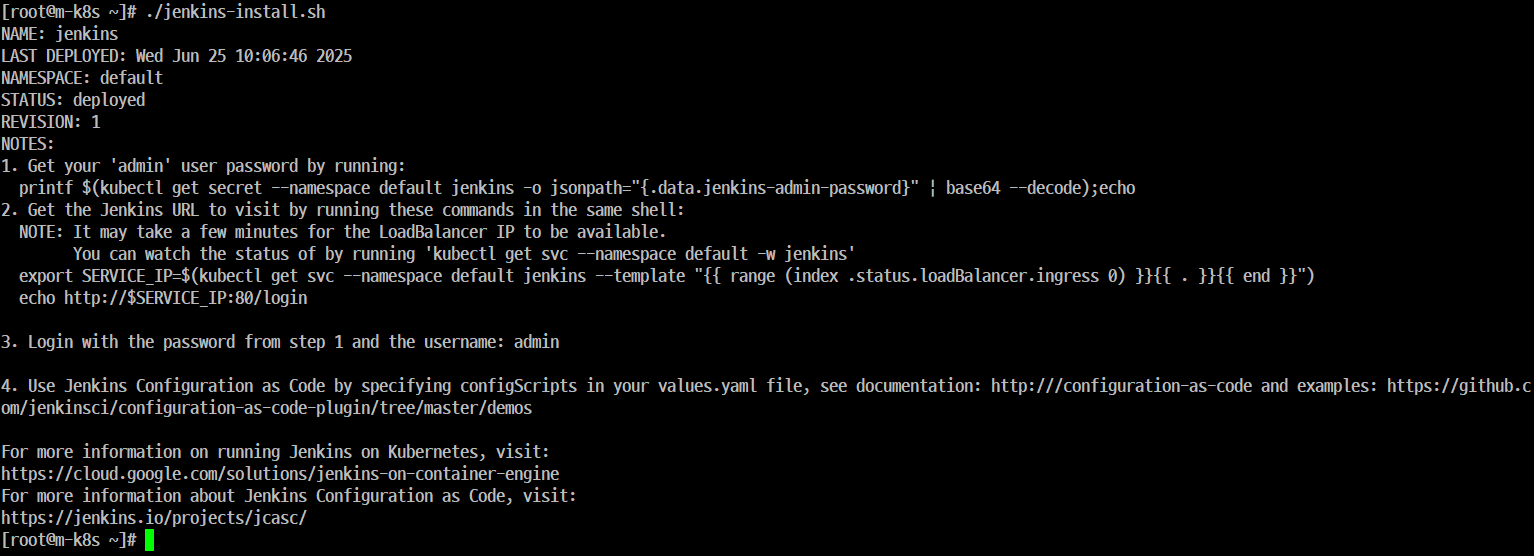 [root@m-k8s ~]# ./jenkins-install.sh
NAME: jenkins
LAST DEPLOYED: Wed Jun 25 10:06:46 2025
NAMESPACE: default
STATUS: deployed
REVISION: 1
NOTES:
1. Get your 'admin' user password by running:
  printf $(kubectl get secret --namespace default jenkins -o jsonpath="{.data.jenkins-admin-password}" | base64 --decode);echo
2. Get the Jenkins URL to visit by running these commands in the same shell:
  NOTE: It may take a few minutes for the LoadBalancer IP to be available.
        You can watch the status of by running 'kubectl get svc --namespace default -w jenkins'
  export SERVICE_IP=$(kubectl get svc --namespace default jenkins --template "{{ range (index .status.loadBalancer.ingress 0) }}{{ . }}{{ end }}")
  echo http://$SERVICE_IP:80/login

3. Login with the password from step 1 and the username: admin

4. Use Jenkins Configuration as Code by specifying configScripts in your values.yaml file, see documentation: http:///configuration-as-code and examples: https://github.c
om/jenkinsci/configuration-as-code-plugin/tree/master/demos

For more information on running Jenkins on Kubernetes, visit:
https://cloud.google.com/solutions/jenkins-on-container-engine
For more information about Jenkins Configuration as Code, visit:
https://jenkins.io/projects/jcasc/
[root@m-k8s ~]#